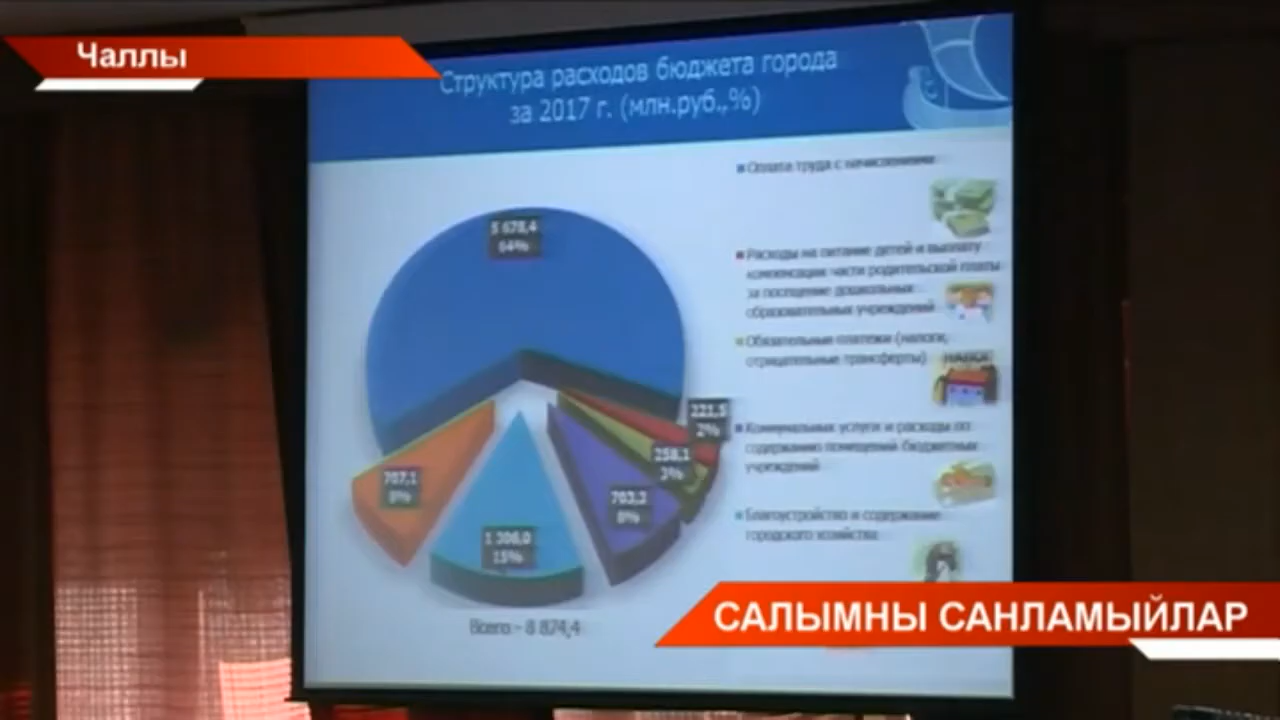 Чаллы
Структура расходов бюджета города
за 2017 г. (млн.руб.,%)
Оплата труда с начислениями
5 678,4
64%
Расходы на питание детей и выплату
компенсации части родительской платы
за посещение дошкольных
образовательных учреждений
Обязательные платежи (налоги,
отрицательные трансферты)
НАЛОГ
221,5
2%
258,1
3%
Коммунальных услуги и расходы по
содержанию помещений бюджетных
учреждений
707,1
8%
703,3
8%
1 306,0
15%
Благоустройство и содержание
городского хозяйства
Всего - 8 874,4
САЛЫМНЫ САНЛАМЫЙЛАР